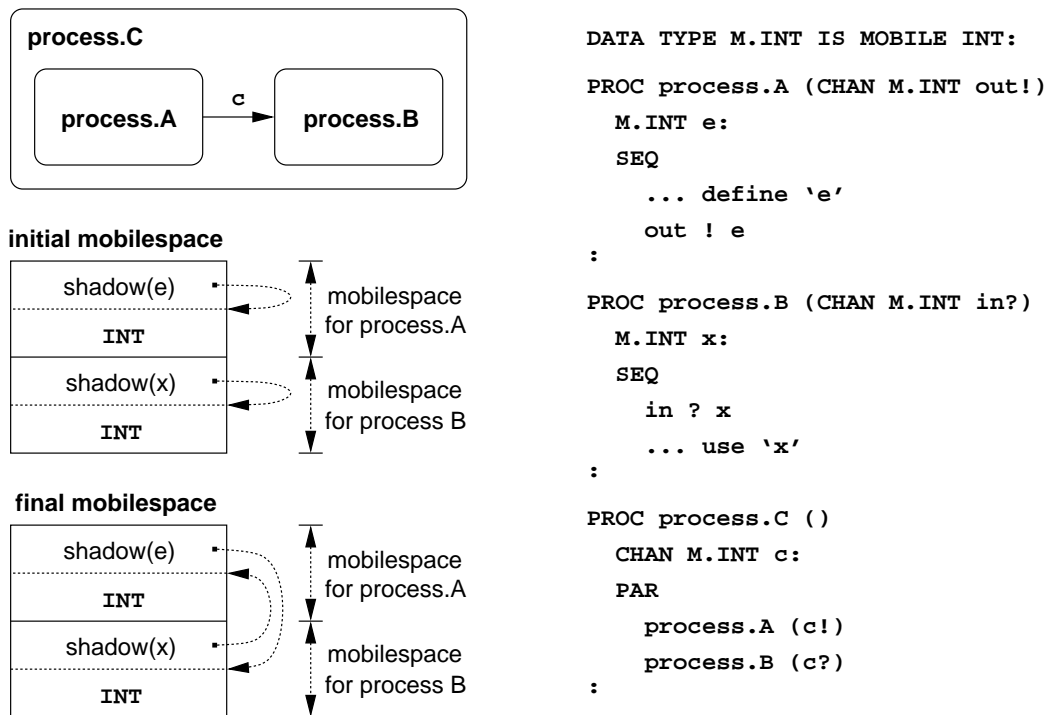 process.C
process.A
c
process.B
initial mobilespace
shadow(e)
INT
shadow(x)
INT
mobilespace
for process.A
mobilespace
for process B
final mobilespace
shadow(e)
INT
shadow(x)
INT
mobilespace
for process.A
mobilespace
for process B
DATA TYPE M.INT IS MOBILE INT:
PROC process.A (CHAN M.INT out!)
M.INT e:
SEQ
... define ‘e’
out ! e
:
PROC process.B (CHAN M.INT in?)
M.INT x:
SEQ
in ? x
... use ‘x’
:
PROC process.C ()
CHAN M.INT c:
PAR
process.A (c!)
process.B (c?)
: